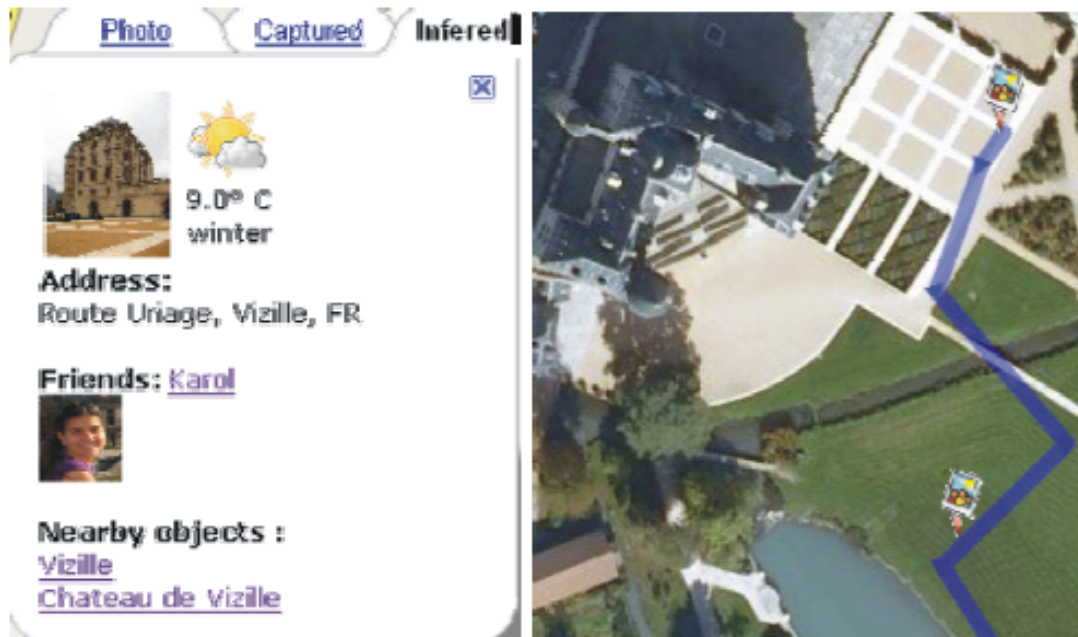 Photo Captured Infered
9.0º C
winter
Address:
Route Uriage, Vizille, FR
Friends: Karol
Nearby objects :
Vizille
Chateau de Vizille